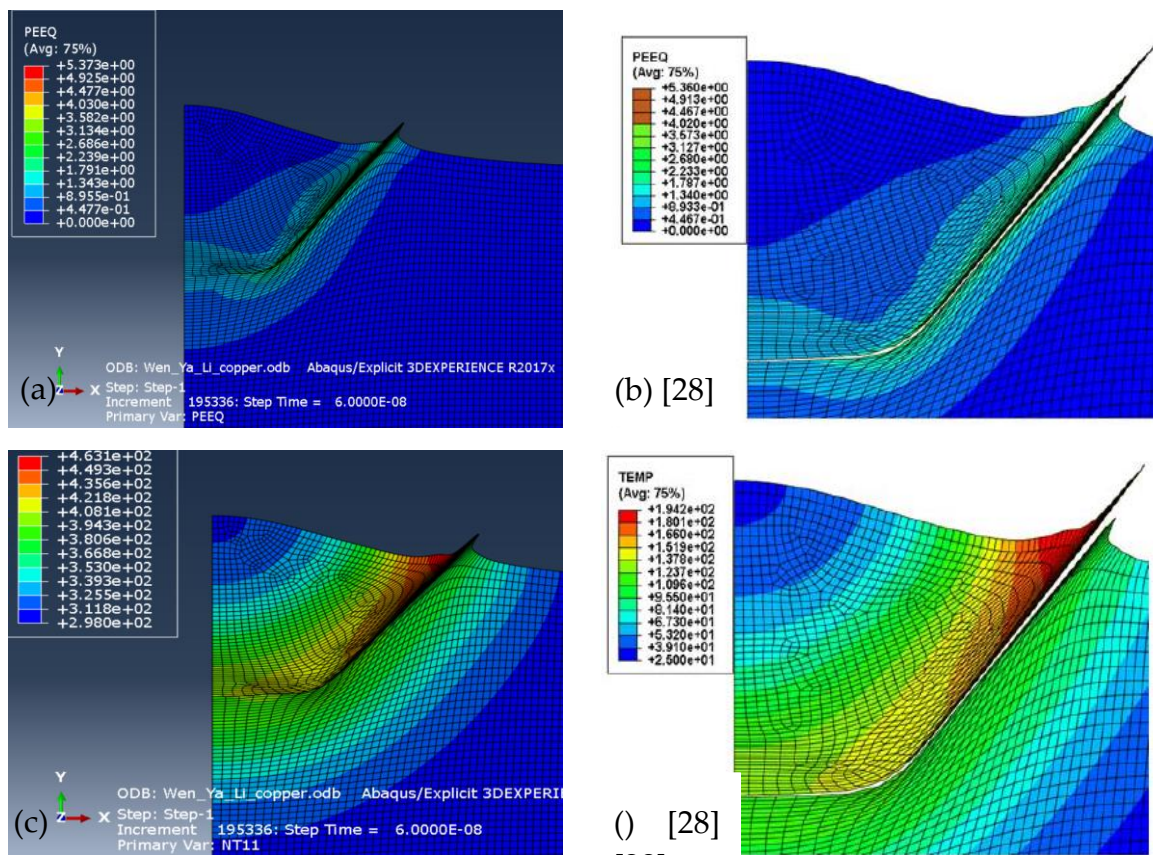 PEEQ
(Avg: 75%)
+5.373e+00
+4.925e+00
+4.477e+00
+4.030e+00
+3.582e+00
+3.134e+00
+2.686e+00
+2.239e+00
+1.791e+00
+1.343e+00
+8.955e-01
+4.477e-01
+0.000e+00
Y
Z X
ODB: Wen_Ya_Li_copper.odb Abaqus/Explicit 3DEXPERIENCE R2017x
Step: Step-1
Increment 195336: Step Time = 6.0000E-08
Primary Var: PEEQ
(a)
PEEQ
(Avg: 75%)
+5.360e+00
+4.913e+00
+4.467e+00
+4.020e+00
+3.573e+00
+3.127e+00
+2.680e+00
+2.233e+00
+1.787e+00
+1.340e+00
+8.933e-01
+4.467e-01
+0.000e+00
(b) [28]
+4.631e+02
+4.493e+02
+4.356e+02
+4.218e+02
+4.081e+02
+3.943e+02
+3.806e+02
+3.668e+02
+3.530e+02
+3.393e+02
+3.255e+02
+3.118e+02
+2.980e+02
Y
Z X
ODB: Wen_Ya_Li_copper.odb Abaqus/Explicit 3DEXPERI
Step: Step-1
Increment 195336: Step Time = 6.0000E-08
Primary Var: NT11
(c)
TEMP
(Avg: 75%)
+1.942e+02
+1.801e+02
+1.660e+02
+1.519e+02
+1.378e+02
+1.237e+02
+1.096e+02
+9.550e+01
+8.140e+01
+6.730e+01
+5.320e+01
+3.910e+01
+2.500e+01
() [28]